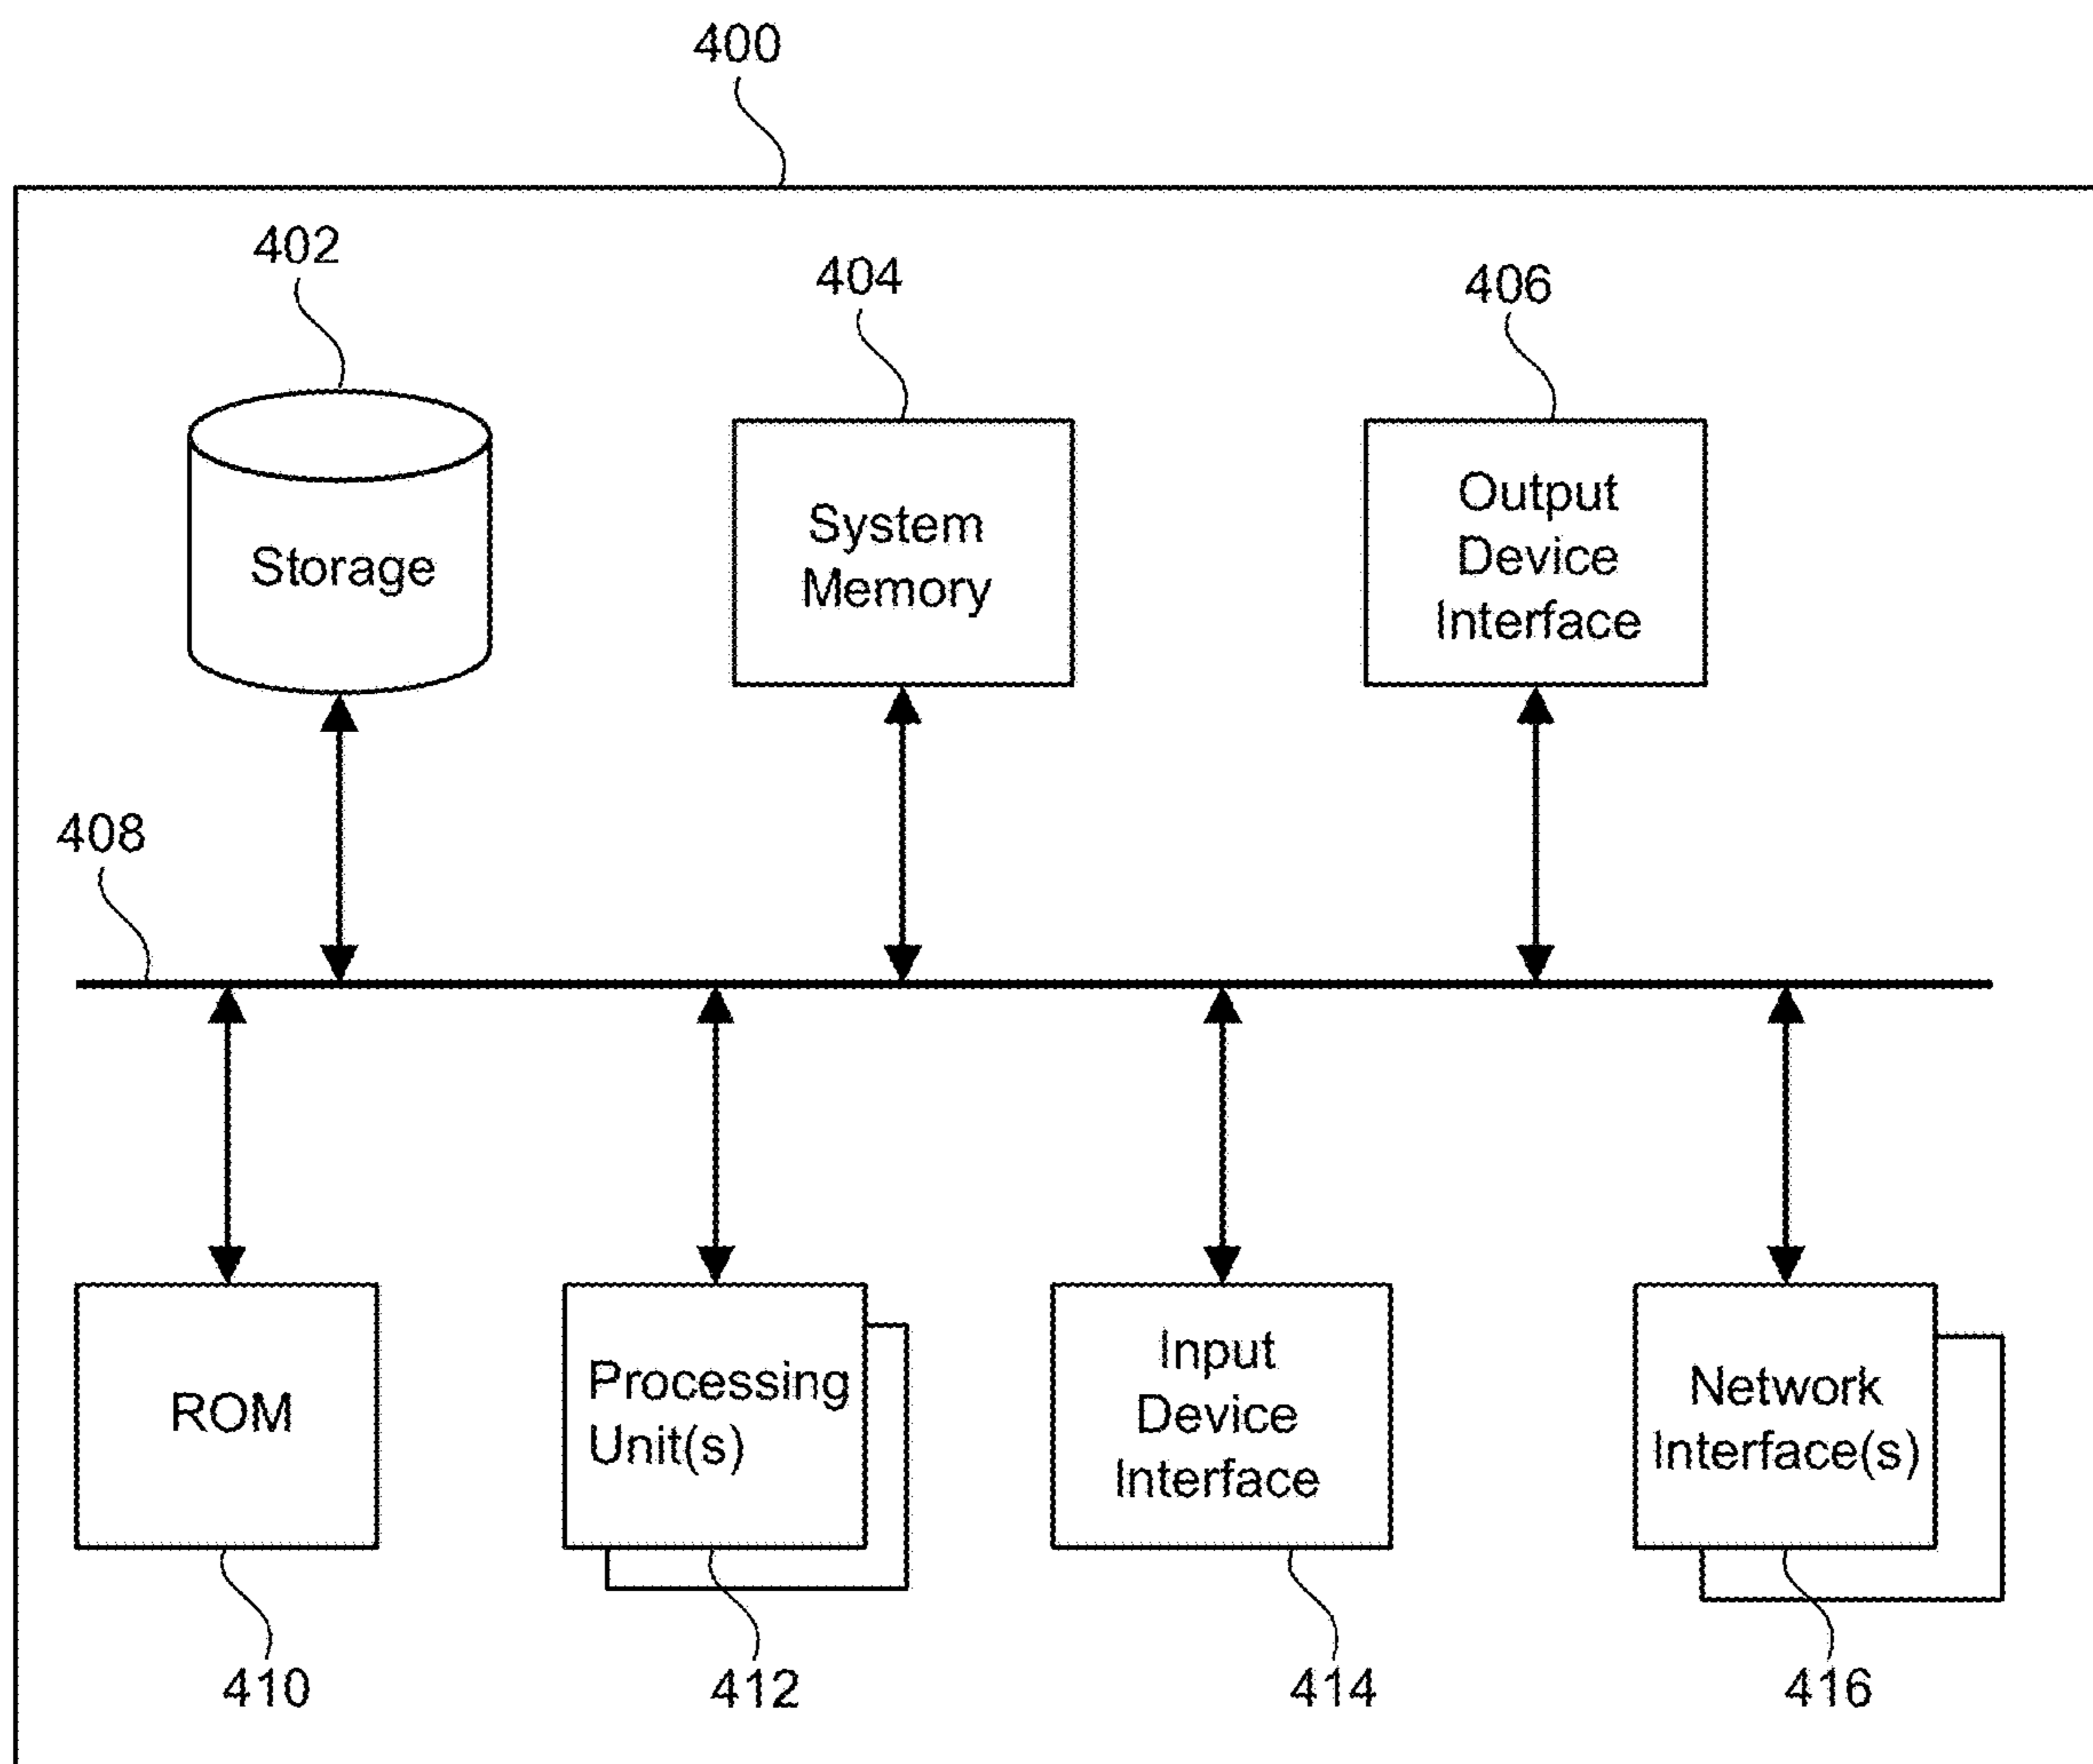 400
402
404
406
Storage
System
Memory
Output
Device
Interface
408
ROM
Processing
Unit(s)
Input
Device
Interface
Network
Interface(s)
410
412
414
416